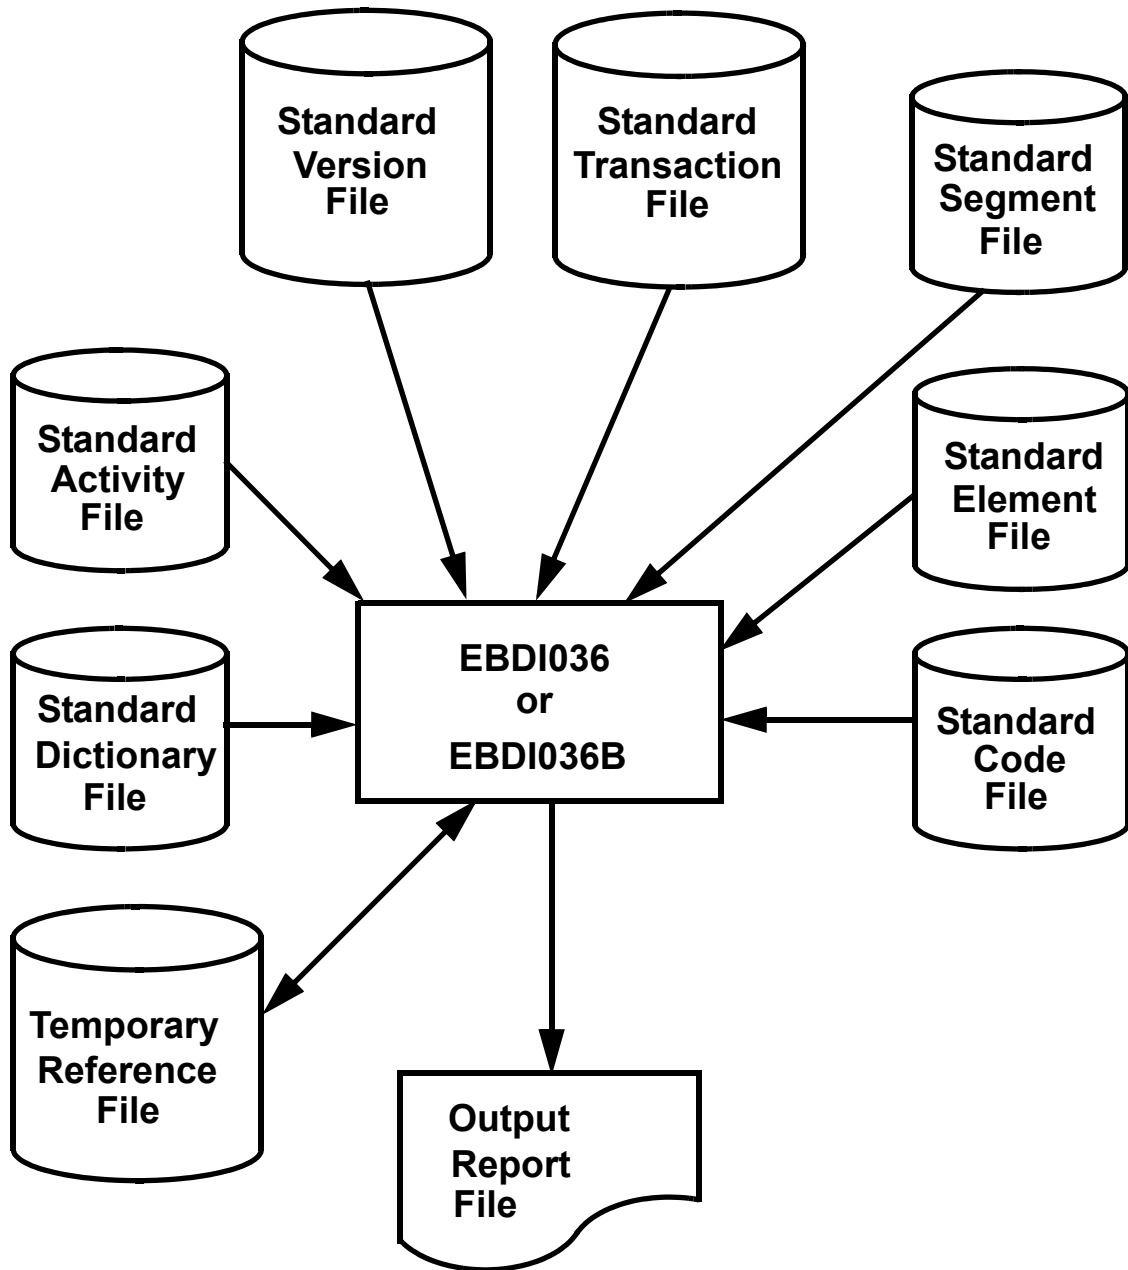 Standard
Version
File
Standard
Transaction
File
Standard
Segment
File
Standard
Activity
File
Standard
Element
File
EBDI036
or
EBDI036B
Standard
Dictionary
File
Standard
Code
File
Temporary
Reference
File
Output
Report
File